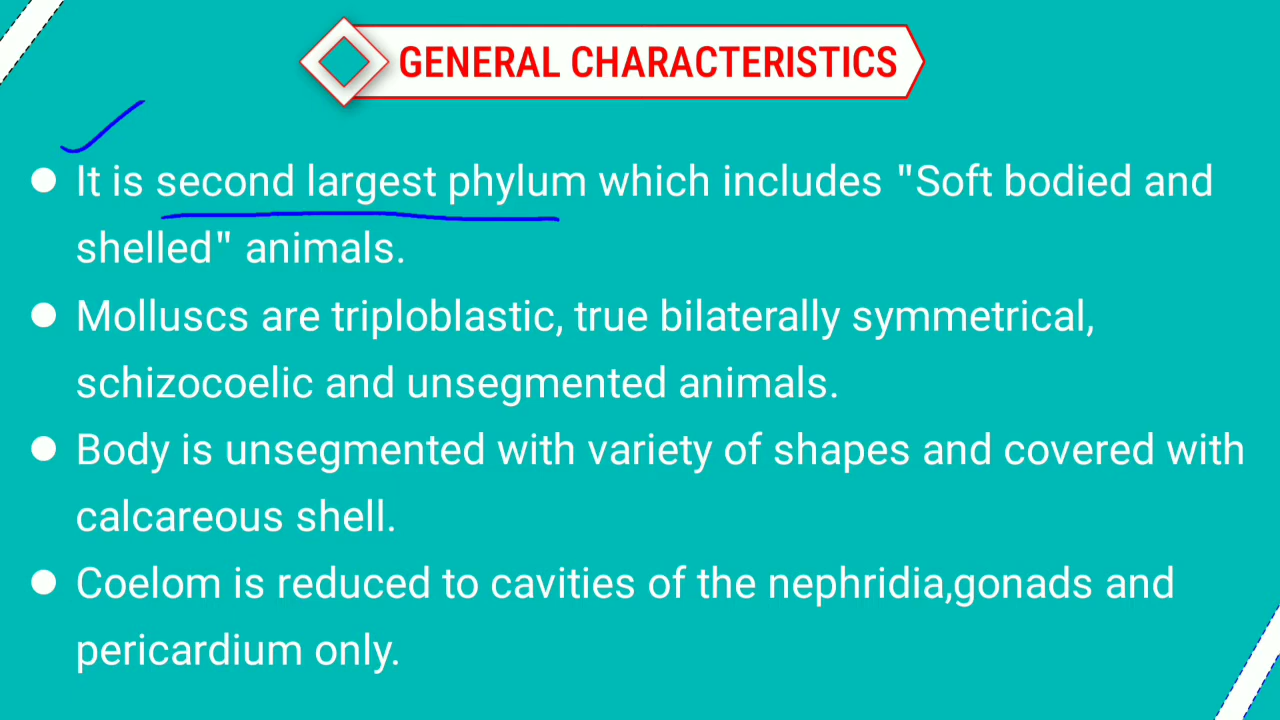 GENERAL CHARACTERISTICS
It is second largest phylum which includes "Soft bodied and
shelled" animals.
Molluscs are triploblastic, true bilaterally symmetrical,
schizocoelic and unsegmented animals.
Body is unsegmented with variety of shapes and covered with
calcareous shell.
Coelom is reduced to cavities of the nephridia,gonads and
pericardium only.